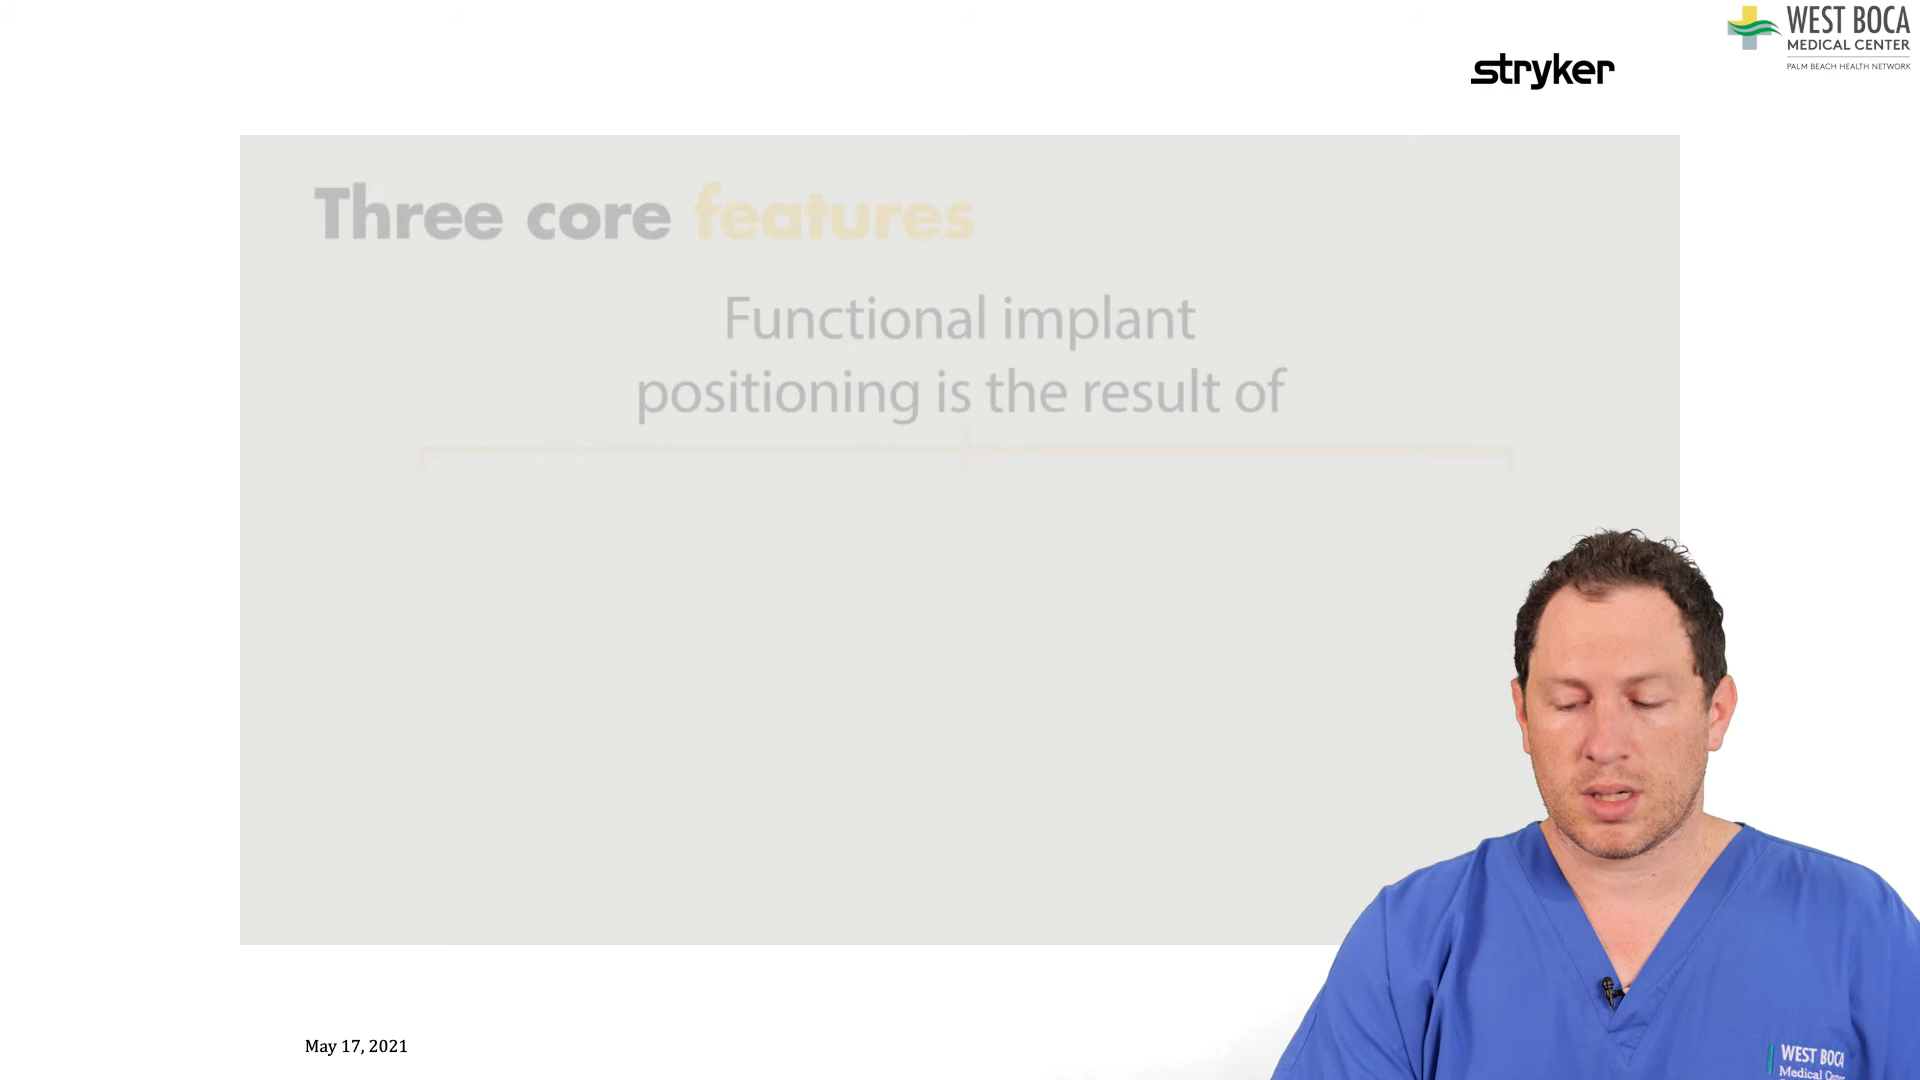 WEST BOCA
MEDICAL CENTER
PALM BEACH HEALTH NETWORK
stryker
Three core features
Functional implant
positioning is the result of
May 17, 2021
WEST BOCA
Medical